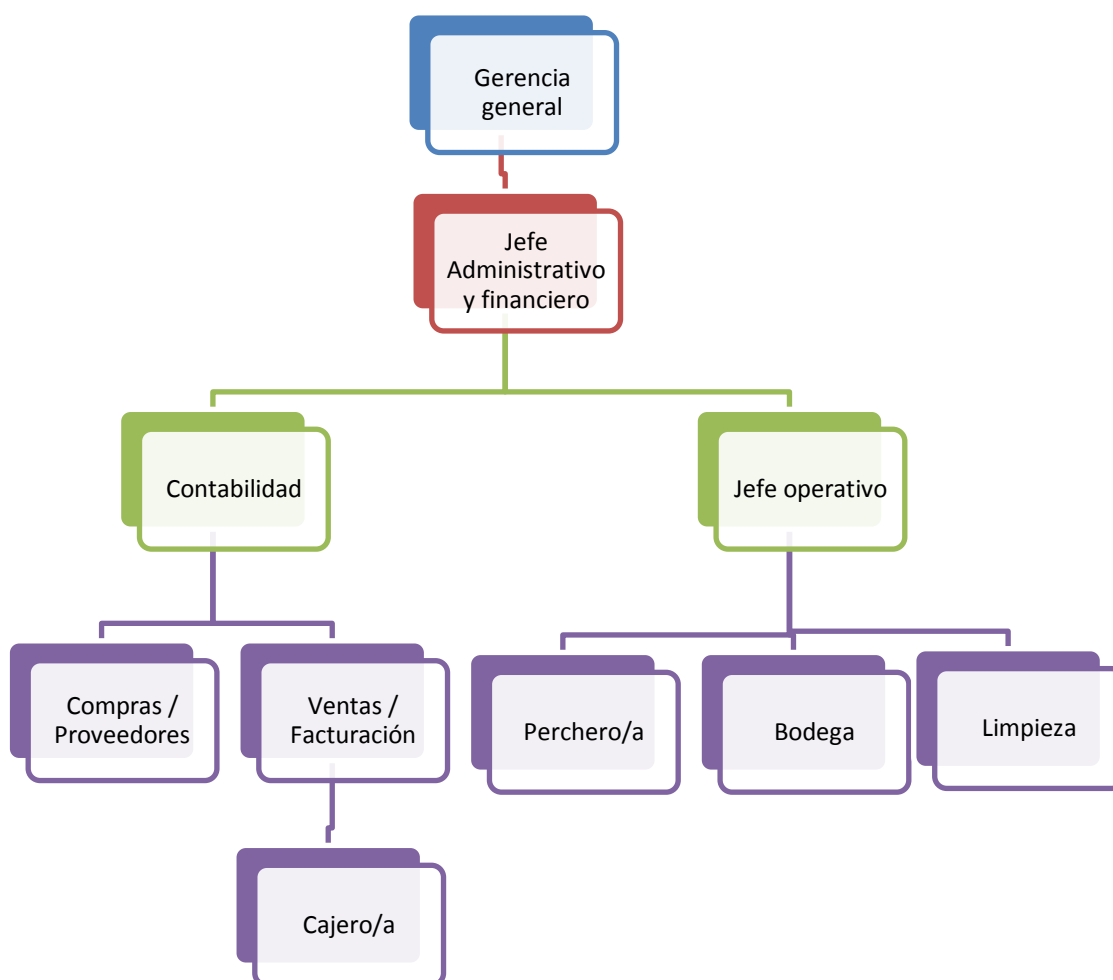 Gerencia
general
Jefe
Administrativo
y financiero
Contabilidad
Jefe operativo
Compras /
Proveedores
Ventas /
Facturación
Perchero/a
Bodega
Limpieza
Cajero/a